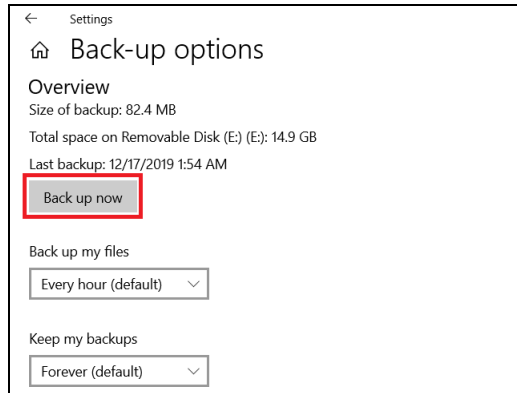 Settings
Back-up options
Overview
Size of backup: 82.4 MB
Total space on Removable Disk (E:) (E:): 14.9 GB
Last backup: 12/17/2019 1:54 AM
Back up now
Back up my files
Every hour (default)
Keep my backups
Forever (default)